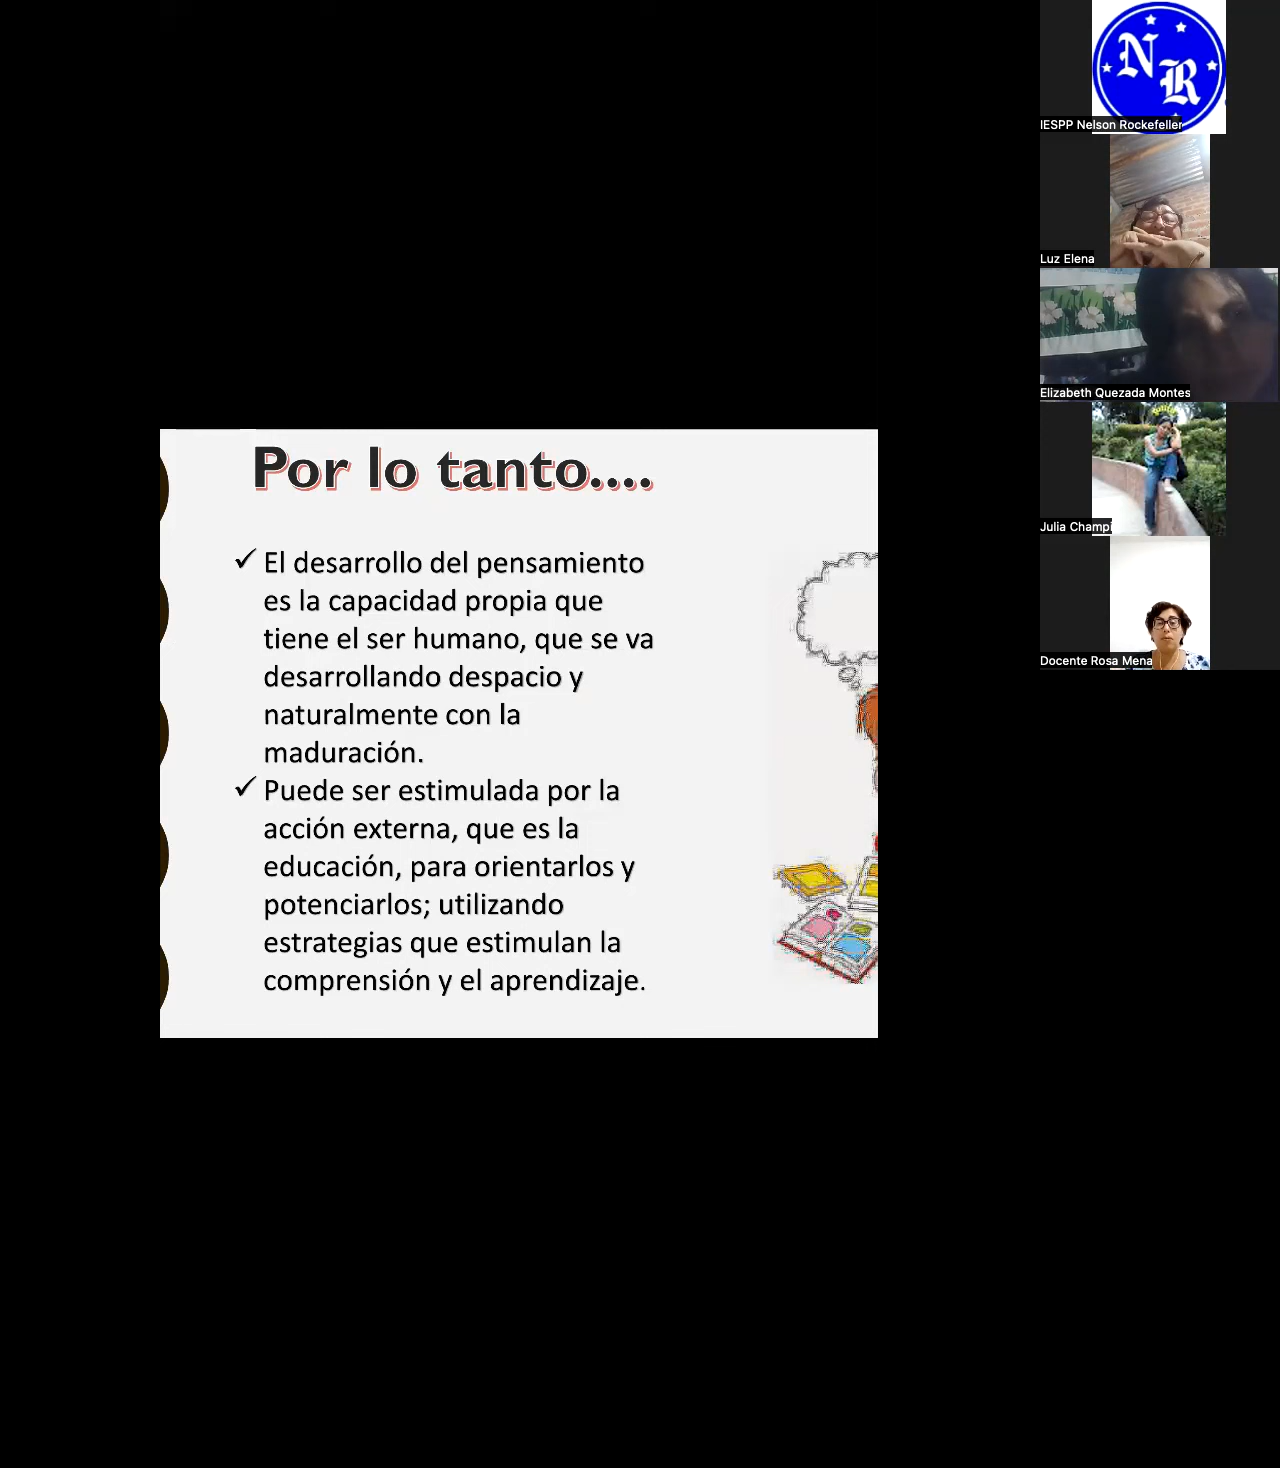 Por lo tanto....
✓ El desarrollo del pensamiento
es la capacidad propia que
tiene el ser humano, que se va
desarrollando despacio y
naturalmente con la
maduración.
✓ Puede ser estimulada por la
acción externa, que es la
educación, para orientarlos y
potenciarlos; utilizando
estrategias que estimulan la
comprensión y el aprendizaje.
N
R
IESPP Nelson Rockefeller
Luz Elena
Elizabeth Quezada Montes
Julia Champi
Docente Rosa Mena